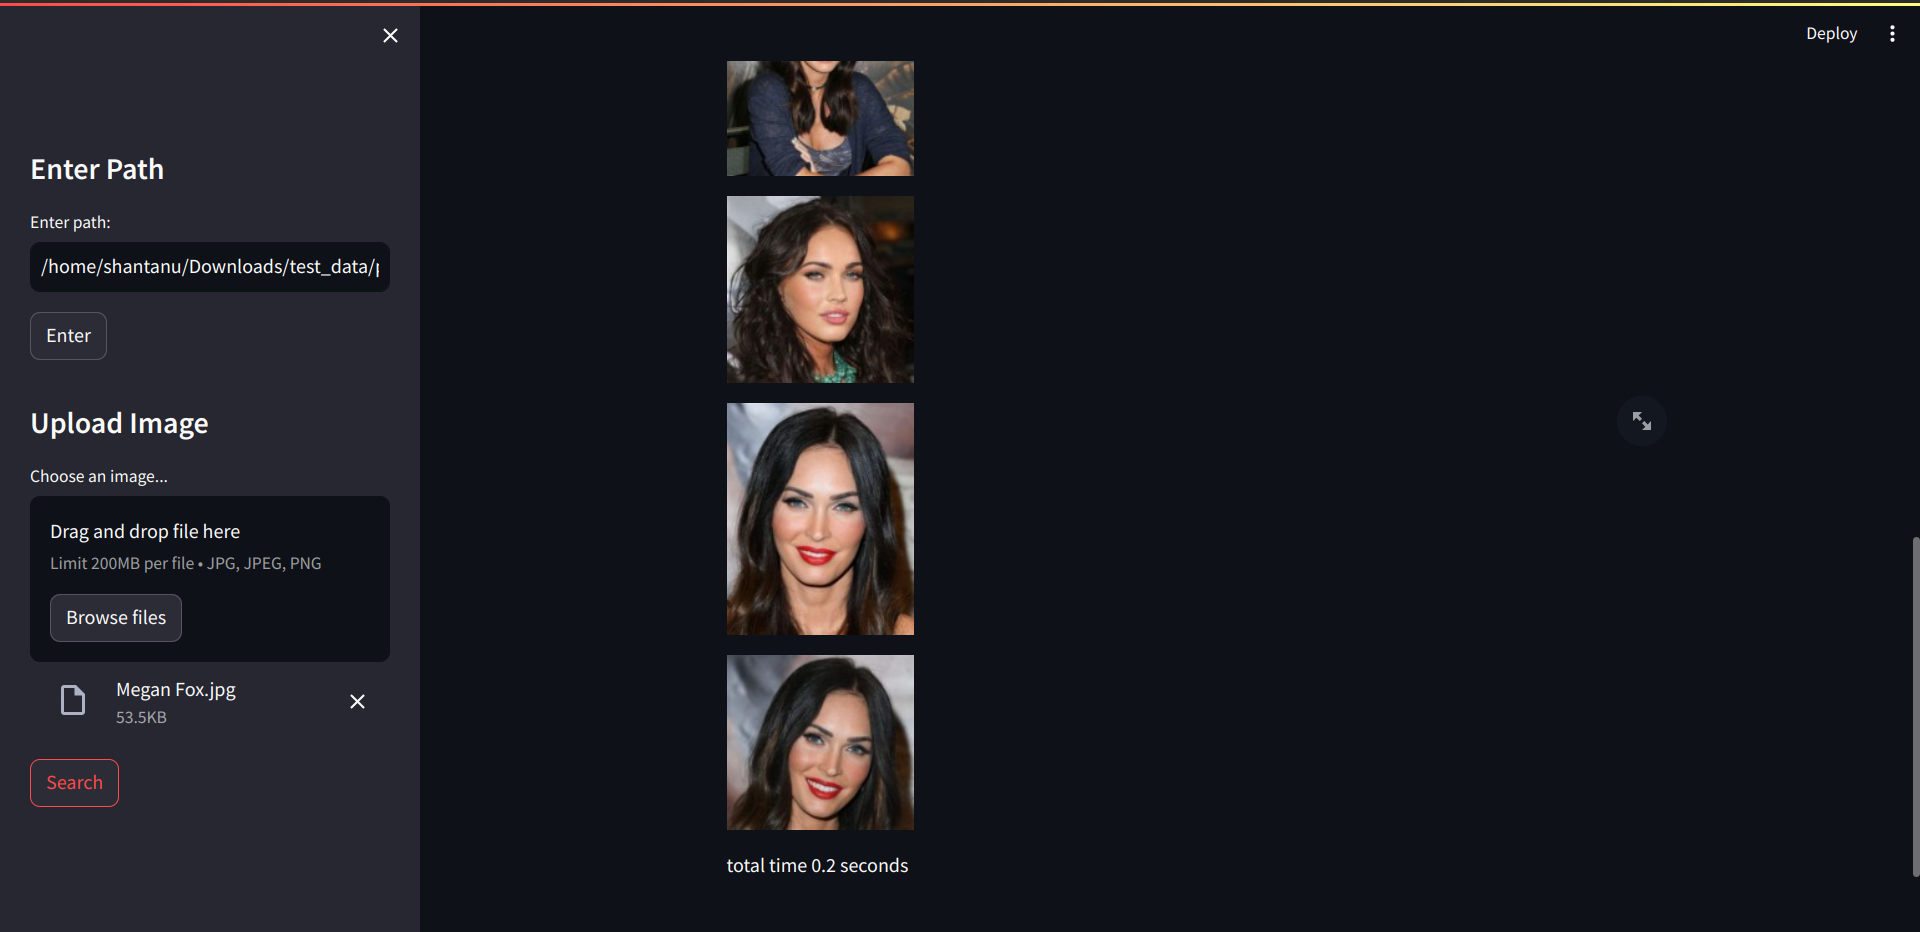 Deploy
Enter Path
Enter path:
/home/shantanu/Downloads/test_data/
Enter
Upload Image
Choose an image...
Drag and drop file here
Limit 200MB per file • JPG, JPEG, PNG
Browse files
Megan Fox.jpg
53.5KB
Search
total time 0.2 seconds